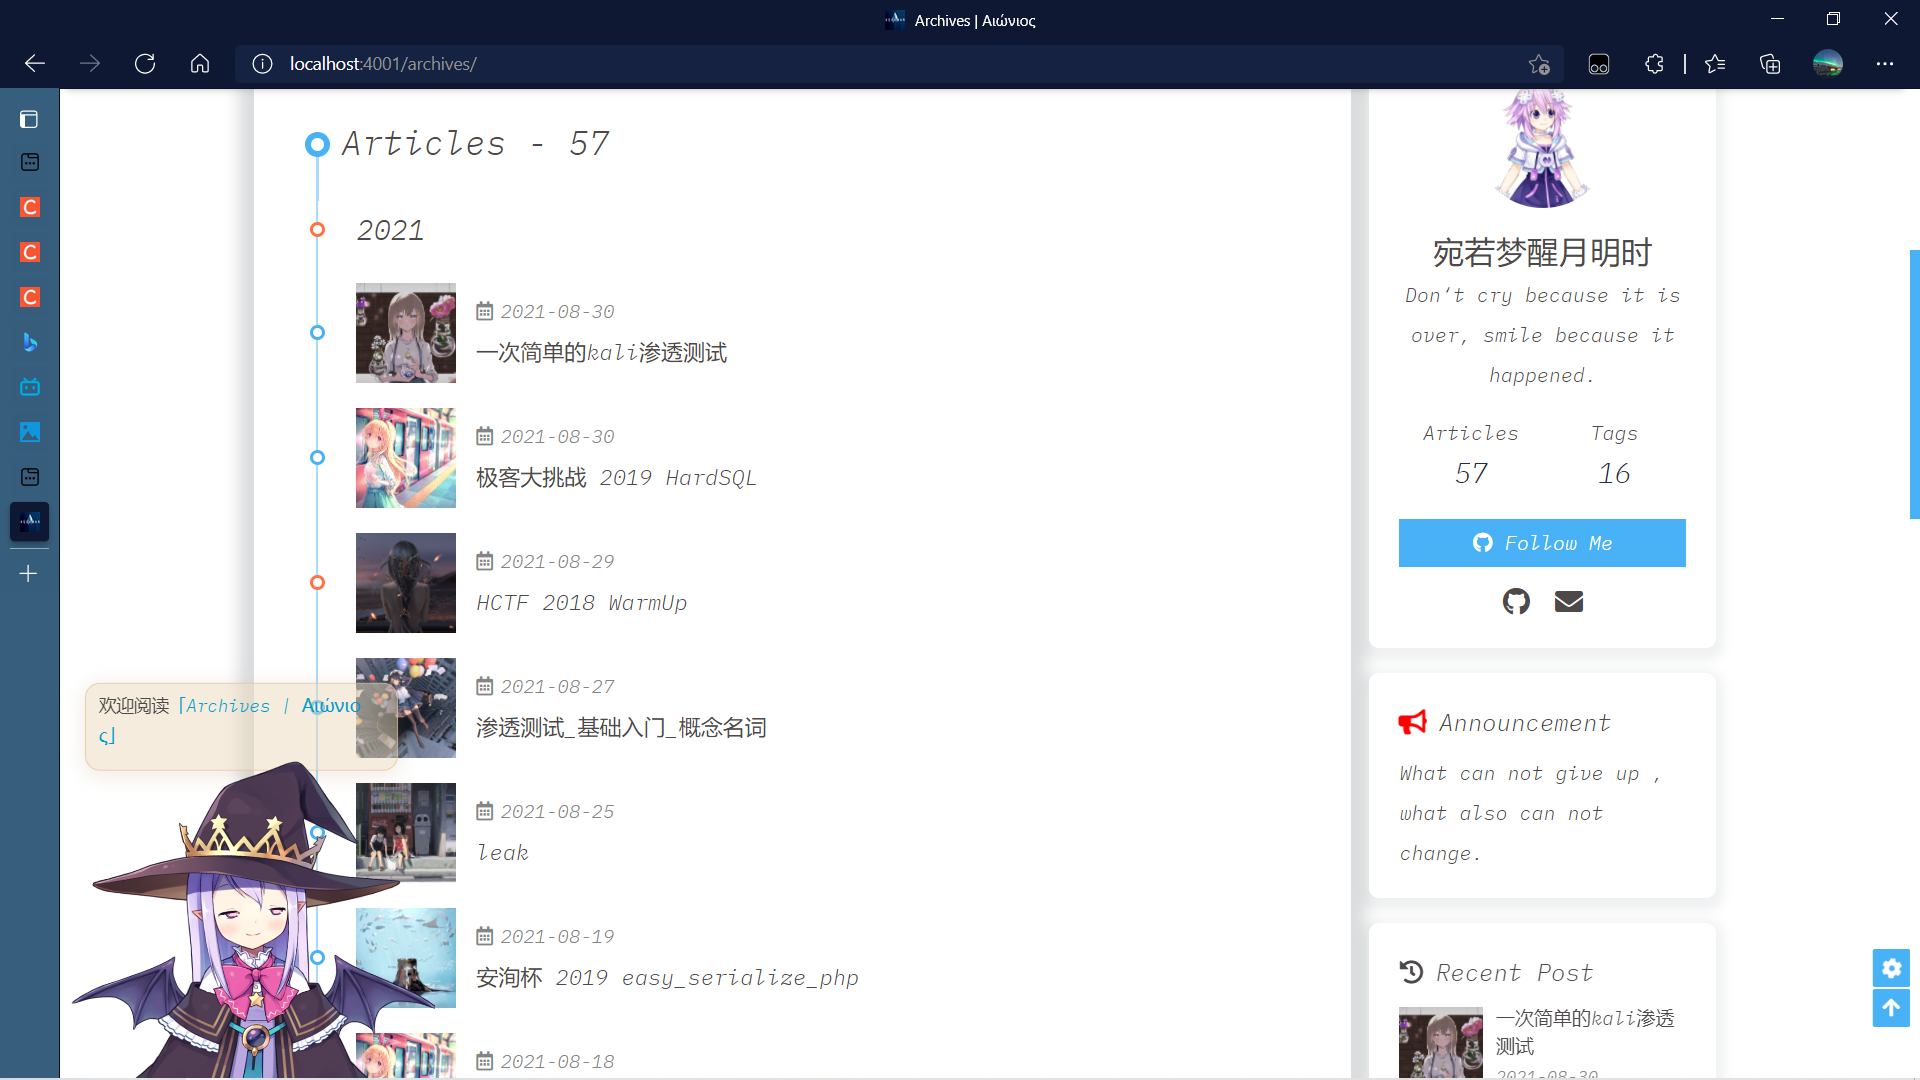 Archives | Αιώνιος
localhost:4001/archives/
Articles - 57
2021
2021-08-30
一次简单的kali渗透测试
2021-08-30
极客大挑战 2019 HardSQL
2021-08-29
HCTF 2018 WarmUp
2021-08-27
渗透测试_基础入门_概念名词
2021-08-25
leak
2021-08-19
安洵杯 2019 easy_serialize_php
2021-08-18
欢迎阅读「Archives | Αιώνιο
ς」
宛若梦醒月明时
Don‘t cry because it is
over, smile because it
happened.
Articles
Tags
57
16
Follow Me
Announcement
What can not give up ,
what also can not
change.
Recent Post
一次简单的kali渗透
测试
2021-08-30